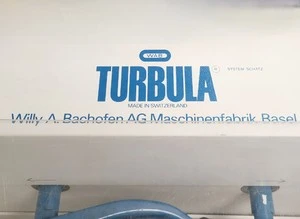 WAB
TURBULA ® SYSTEM SCHATZ
MADE IN SWITZERLAND
Willy A. Bachofen AG Maschinenfabrik Basel